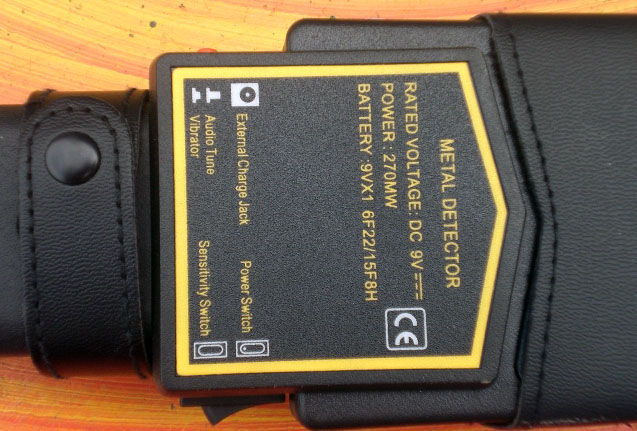 METAL DETECTOR
RATED VOLTAGE: DC 9V
POWER : 270MW
BATTERY :9VX1 6F22/15F8H
CE
External Charge Jack
Power Switch
Audio Tune
Vibrator
Sensitivity Switch